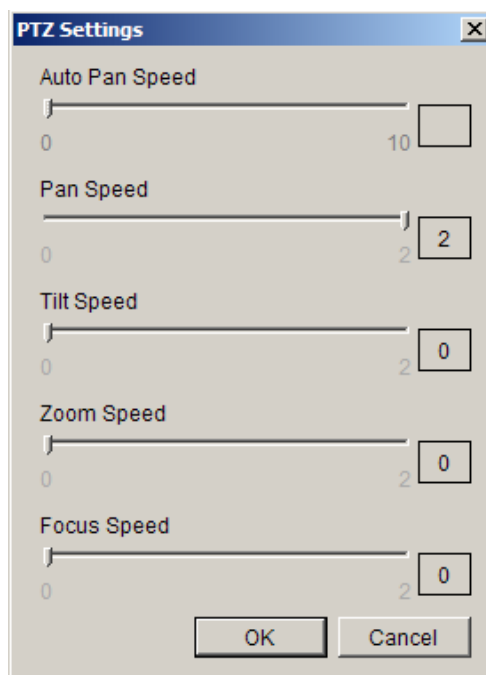 PTZ Settings
Auto Pan Speed
0 10
Pan Speed
2
0 2
Tilt Speed
0
0 2
Zoom Speed
0
0 2
Focus Speed
0
0 2
OK Cancel